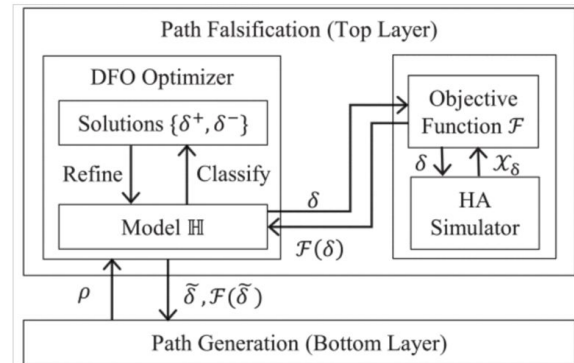 Path Falsification (Top Layer)
DFO Optimizer
Solutions {δ⁺, δ⁻}
Refine
Classify
Model ℍ
δ
ℱ(δ)
Objective
Function ℱ
δ
𝒳_δ
HA
Simulator
ρ
δ̃, ℱ(δ̃)
Path Generation (Bottom Layer)